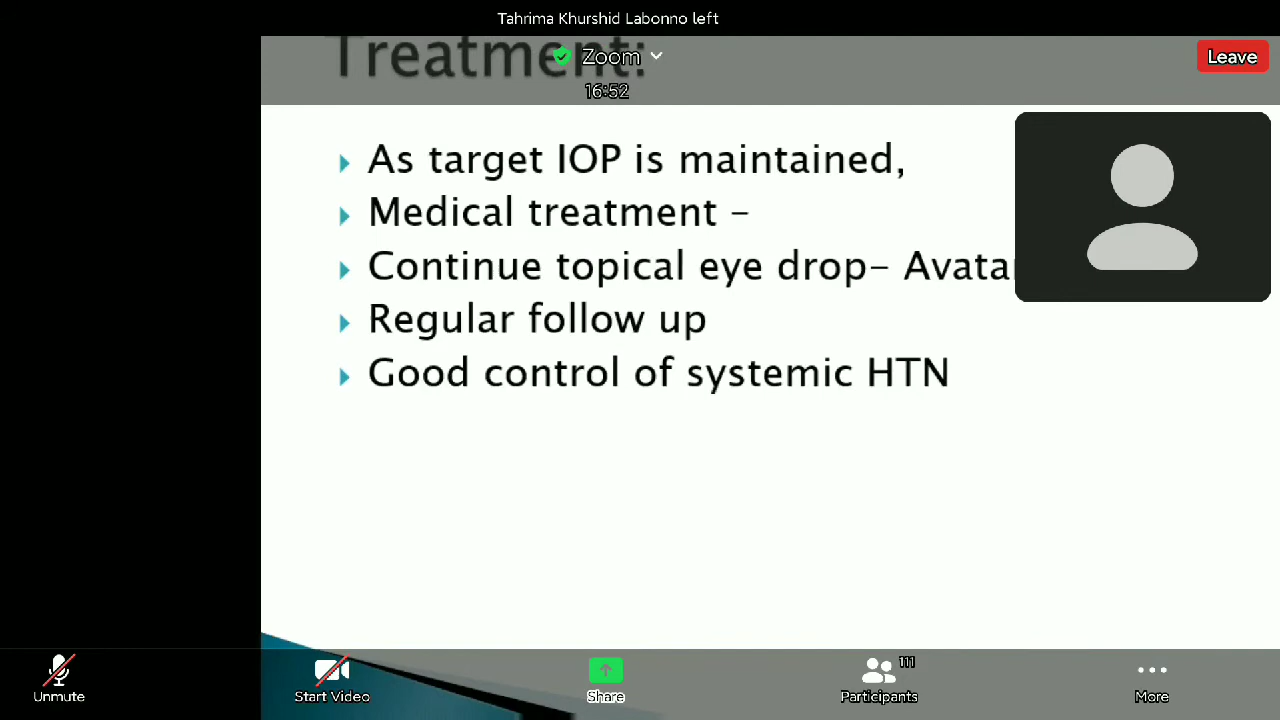 Tahrima Khurshid Labonno left
Treatment:
Zoom
Leave
16:52
As target IOP is maintained,
Medical treatment –
Continue topical eye drop–
Regular follow up
Good control of systemic HTN
Unmute
Start Video
Share
Participants
111
More